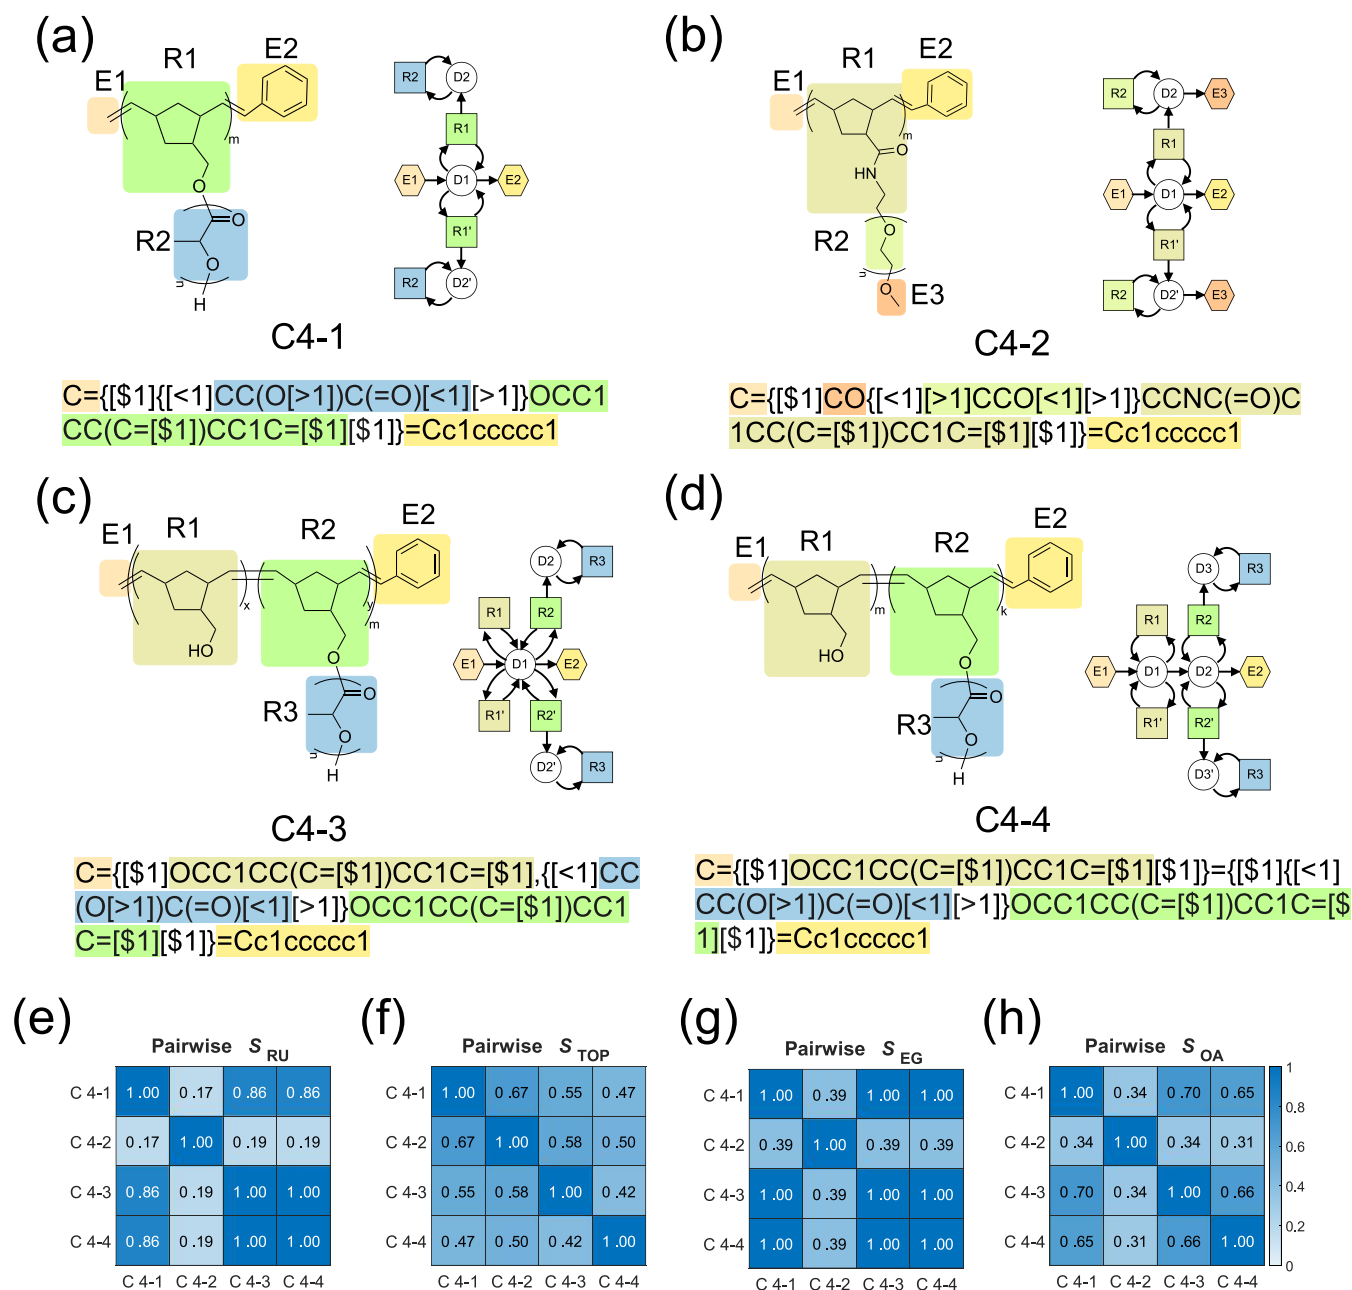 (a)
R1
E2
E1
m
O
O
R2
O
n
H
R2
D2
R1
E1
D1
E2
R1'
R2
D2'
C4-1
C={[$1]{[<1]CC(O[>1])C(=O)[<1][>1]}OCC1
CC(C=[$1])CC1C=[$1][$1]}=Cc1ccccc1
(b)
R1
E2
E1
m
O
HN
R2
O
n
O
E3
R2
D2
E3
R1
E1
D1
E2
R1'
R2
D2'
E3
C4-2
C={[$1]CO{[<1][>1]CCO[<1][>1]}CCNC(=O)C
1CC(C=[$1])CC1C=[$1][$1]}=Cc1ccccc1
(c)
E1
R1
R2
E2
x
y
m
HO
O
O
R3
O
n
H
D2
R3
R1
R2
E1
D1
E2
R1'
R2'
D2'
R3
C4-3
C={[$1]OCC1CC(C=[$1])CC1C=[$1],{[<1]CC
(O[>1])C(=O)[<1][>1]}OCC1CC(C=[$1])CC1
C=[$1][$1]}=Cc1ccccc1
(d)
E1
R1
R2
E2
m
k
HO
O
O
R3
O
n
H
D3
R3
R1
R2
E1
D1
D2
E2
R1'
R2'
D3'
R3
C4-4
C={[$1]OCC1CC(C=[$1])CC1C=[$1][$1]}={[$1]{[<1]
CC(O[>1])C(=O)[<1][>1]}OCC1CC(C=[$1])CC1C=[$
1][$1]}=Cc1ccccc1
(e)
Pairwise S RU
C 4-1 1.00 0.17 0.86 0.86
C 4-2 0.17 1.00 0.19 0.19
C 4-3 0.86 0.19 1.00 1.00
C 4-4 0.86 0.19 1.00 1.00
C 4-1 C 4-2 C 4-3 C 4-4
(f)
Pairwise S TOP
C 4-1 1.00 0.67 0.55 0.47
C 4-2 0.67 1.00 0.58 0.50
C 4-3 0.55 0.58 1.00 0.42
C 4-4 0.47 0.50 0.42 1.00
C 4-1 C 4-2 C 4-3 C 4-4
(g)
Pairwise S EG
C 4-1 1.00 0.39 1.00 1.00
C 4-2 0.39 1.00 0.39 0.39
C 4-3 1.00 0.39 1.00 1.00
C 4-4 1.00 0.39 1.00 1.00
C 4-1 C 4-2 C 4-3 C 4-4
(h)
Pairwise S OA
C 4-1 1.00 0.34 0.70 0.65
C 4-2 0.34 1.00 0.34 0.31
C 4-3 0.70 0.34 1.00 0.66
C 4-4 0.65 0.31 0.66 1.00
C 4-1 C 4-2 C 4-3 C 4-4
1
0.8
0.6
0.4
0.2
0